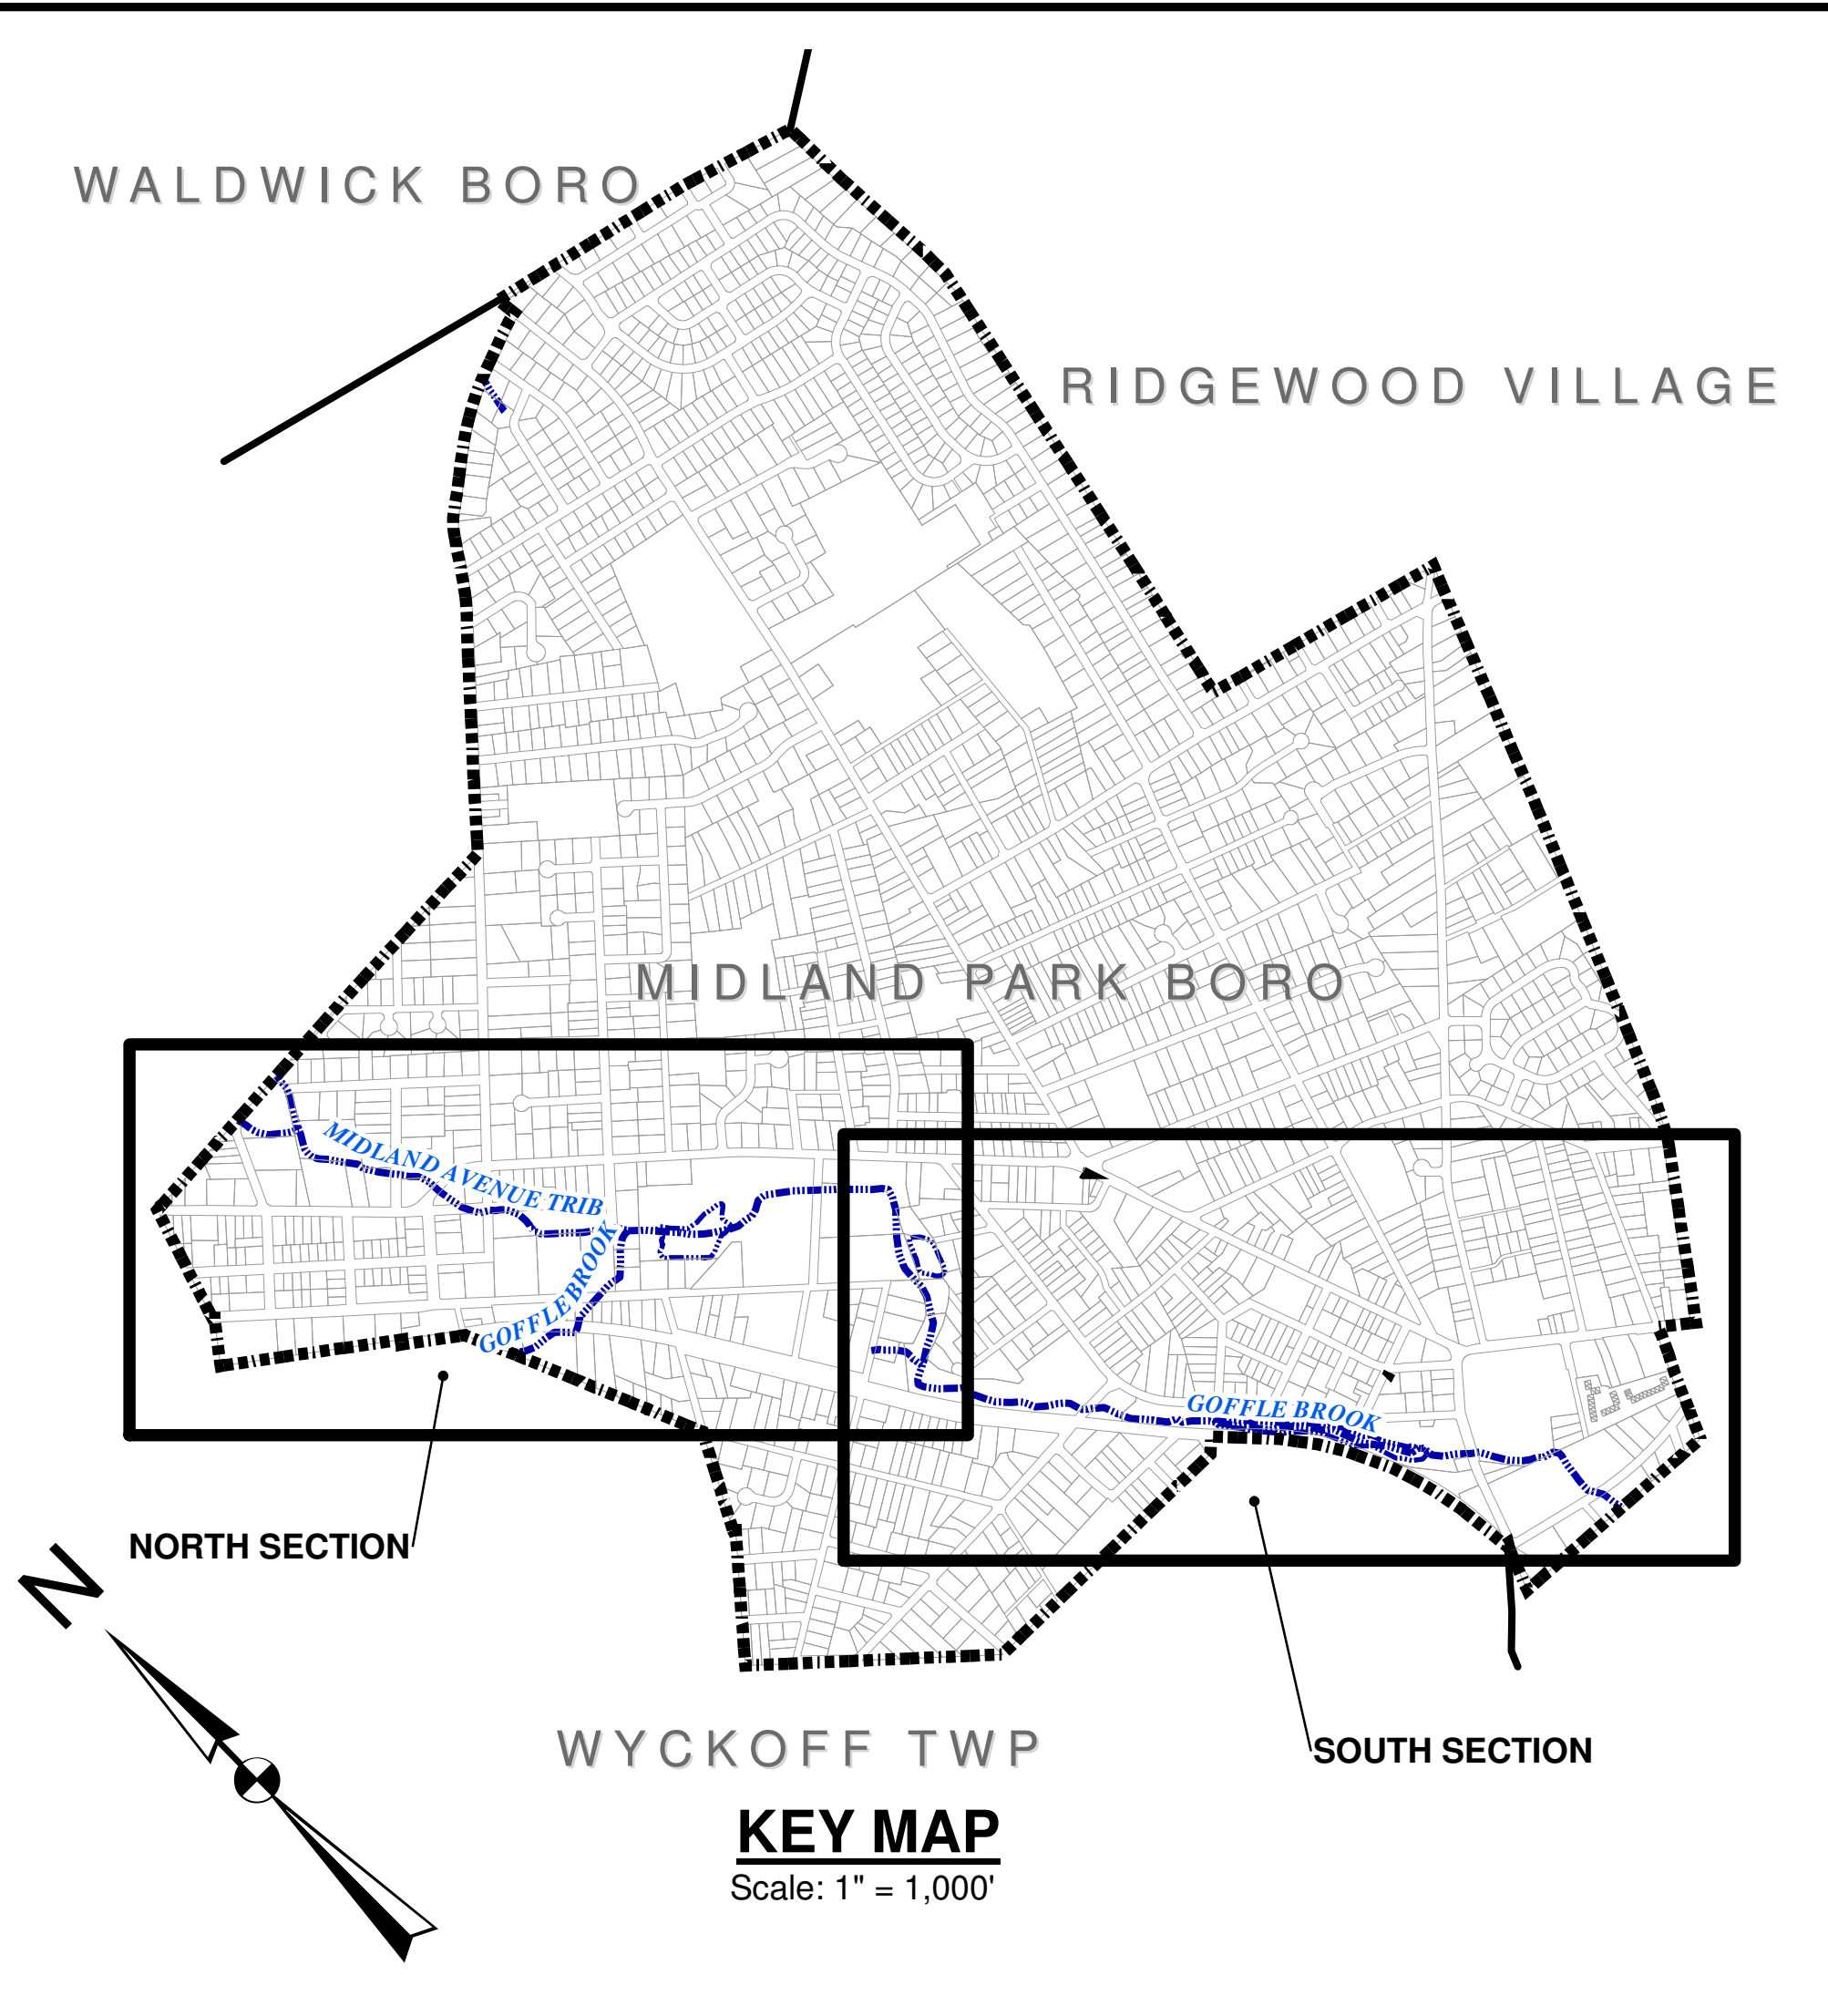 WALDWICK BORO
RIDGEWOOD VILLAGE
MIDLAND PARK BORO
MIDLAND AVENUE TRIB
GOFFLE BROOK
GOFFLE BROOK
NORTH SECTION
N
WYCKOFF TWP
SOUTH SECTION
KEY MAP
Scale: 1" = 1,000'